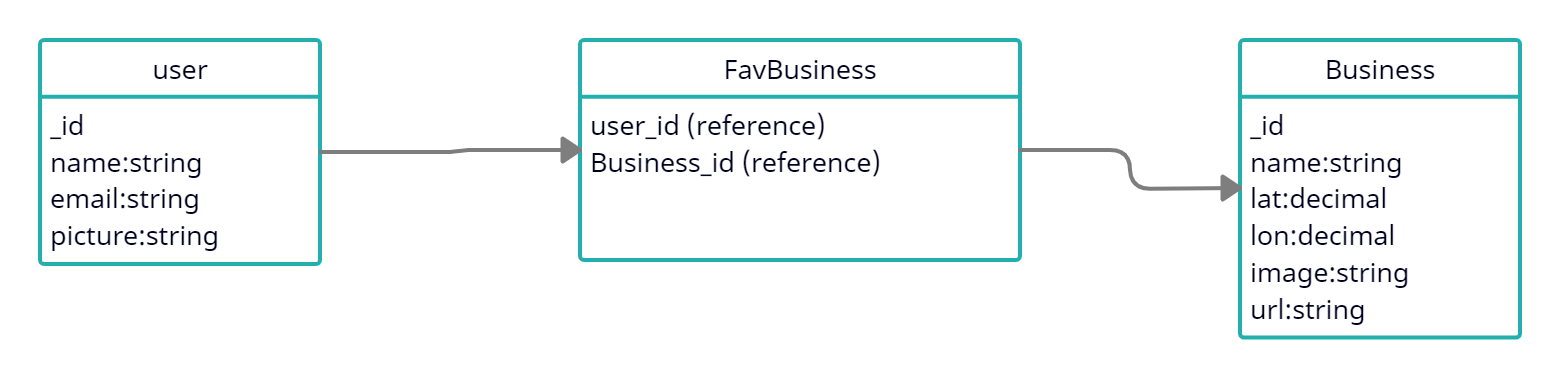 user
_id
name:string
email:string
picture:string
FavBusiness
user_id (reference)
Business_id (reference)
Business
_id
name:string
lat:decimal
lon:decimal
image:string
url:string